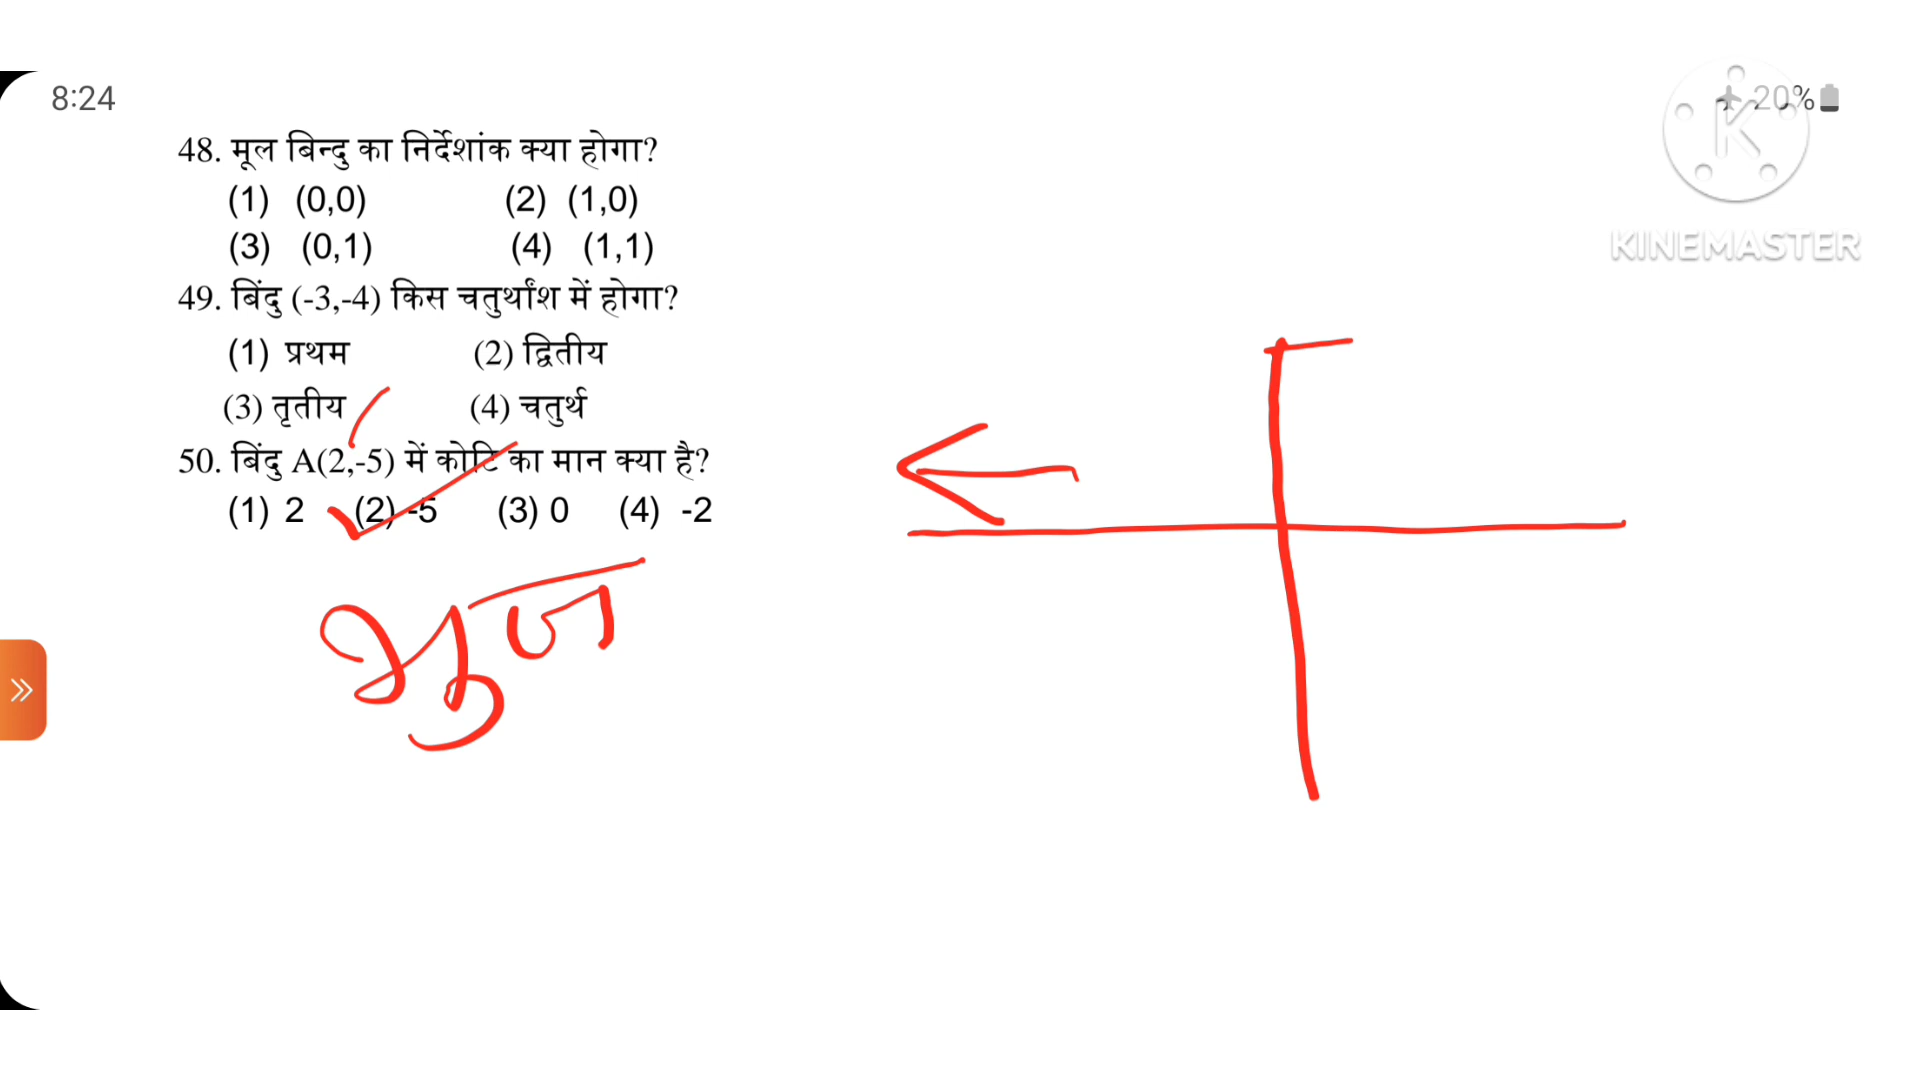 8:24
20%
K
KINEMASTER
48. मूल बिन्दु का निर्देशांक क्या होगा?
(1) (0,0) (2) (1,0)
(3) (0,1) (4) (1,1)
49. बिंदु (-3,-4) किस चतुर्थांश में होगा?
(1) प्रथम (2) द्वितीय
(3) तृतीय (4) चतुर्थ
50. बिंदु A(2,-5) में कोटि का मान क्या है?
(1) 2 (2) -5 (3) 0 (4) -2
भुज